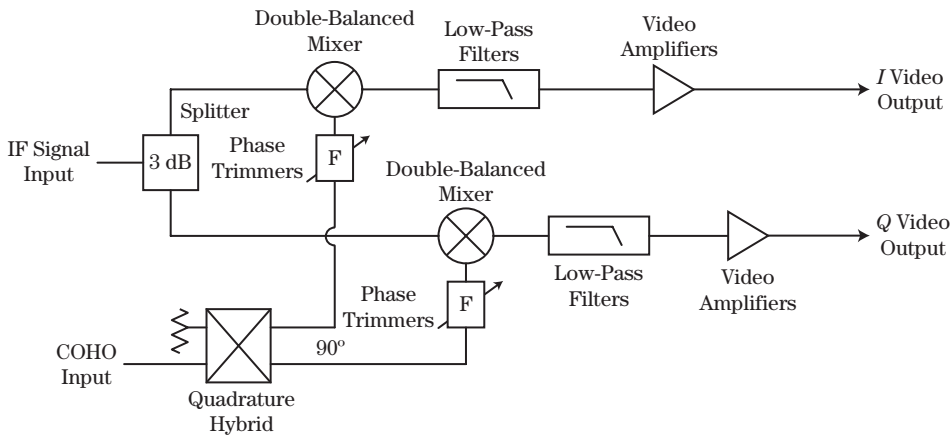 Double-Balanced
Mixer
Low-Pass
Filters
Video
Amplifiers
I Video
Output
Splitter
IF Signal
Input
3 dB
Phase
Trimmers
F
Double-Balanced
Mixer
Q Video
Output
Low-Pass
Filters
Video
Amplifiers
Phase
Trimmers
F
COHO
Input
90º
Quadrature
Hybrid